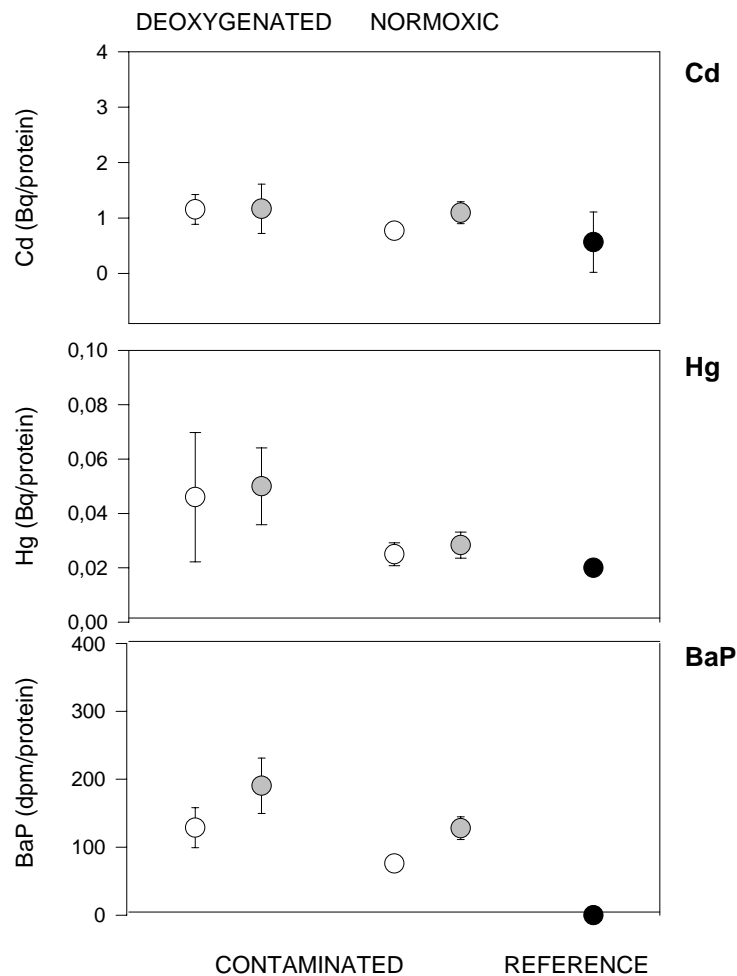 DEOXYGENATED NORMOXIC
Cd
Cd (Bq/protein)
4
3
2
1
0
Hg
Hg (Bq/protein)
0,10
0,08
0,06
0,04
0,02
0,00
BaP
BaP (dpm/protein)
400
300
200
100
0
CONTAMINATED REFERENCE